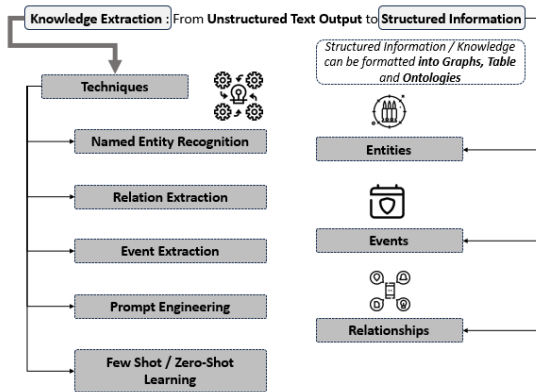 Knowledge Extraction : From Unstructured Text Output to Structured Information
Structured Information / Knowledge
can be formatted into Graphs, Table
and Ontologies
Techniques
Named Entity Recognition
Relation Extraction
Event Extraction
Prompt Engineering
Few Shot / Zero-Shot
Learning
Entities
Events
Relationships